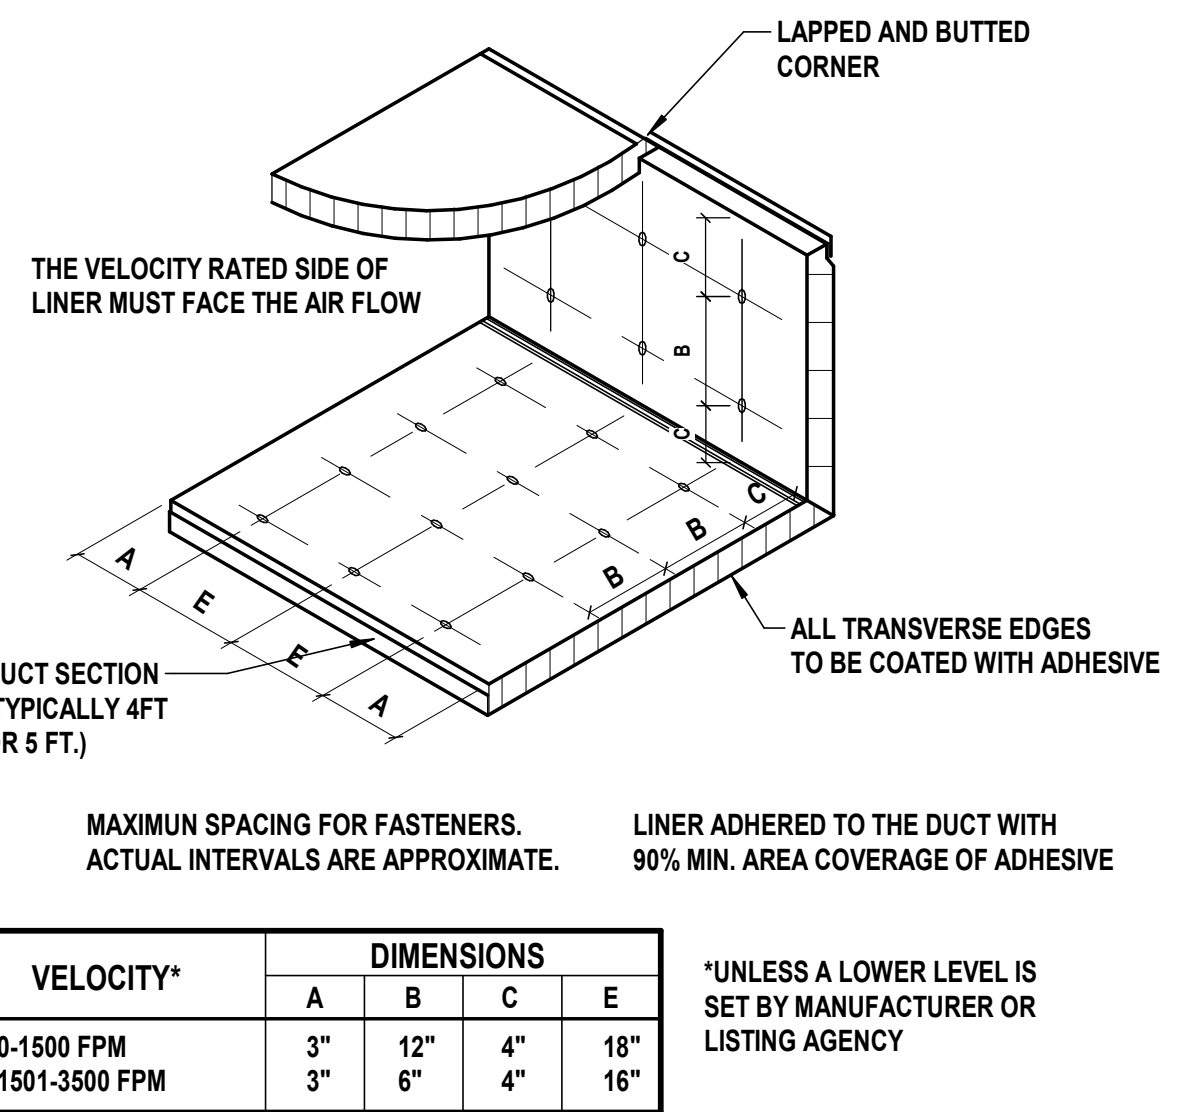 LAPPED AND BUTTED
CORNER
THE VELOCITY RATED SIDE OF
LINER MUST FACE THE AIR FLOW
C
B
C
C
B
B
A
E
E
A
UCT SECTION
TYPICALLY 4FT
R 5 FT.)
ALL TRANSVERSE EDGES
TO BE COATED WITH ADHESIVE
MAXIMUN SPACING FOR FASTENERS.
ACTUAL INTERVALS ARE APPROXIMATE.
LINER ADHERED TO THE DUCT WITH
90% MIN. AREA COVERAGE OF ADHESIVE
VELOCITY* DIMENSIONS
A B C E
0-1500 FPM 3" 12" 4" 18"
1501-3500 FPM 3" 6" 4" 16"
*UNLESS A LOWER LEVEL IS
SET BY MANUFACTURER OR
LISTING AGENCY